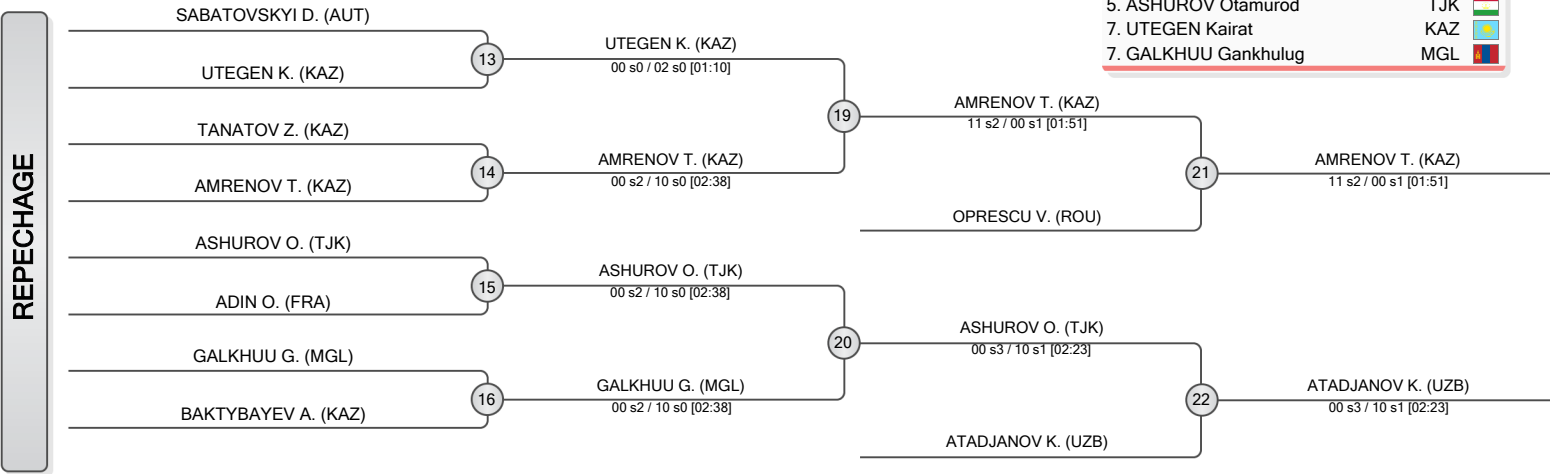 5. ASHUROV Otamurod TJK
7. UTEGEN Kairat KAZ
7. GALKHUU Gankhulug MGL
REPECHAGE
SABATOVSKYI D. (AUT)
13
UTEGEN K. (KAZ)
UTEGEN K. (KAZ)
00 s0 / 02 s0 [01:10]
TANATOV Z. (KAZ)
14
AMRENOV T. (KAZ)
AMRENOV T. (KAZ)
00 s2 / 10 s0 [02:38]
19
AMRENOV T. (KAZ)
11 s2 / 00 s1 [01:51]
OPRESCU V. (ROU)
21
AMRENOV T. (KAZ)
11 s2 / 00 s1 [01:51]
ASHUROV O. (TJK)
15
ADIN O. (FRA)
ASHUROV O. (TJK)
00 s2 / 10 s0 [02:38]
GALKHUU G. (MGL)
16
BAKTYBAYEV A. (KAZ)
GALKHUU G. (MGL)
00 s2 / 10 s0 [02:38]
20
ASHUROV O. (TJK)
00 s3 / 10 s1 [02:23]
ATADJANOV K. (UZB)
22
ATADJANOV K. (UZB)
00 s3 / 10 s1 [02:23]